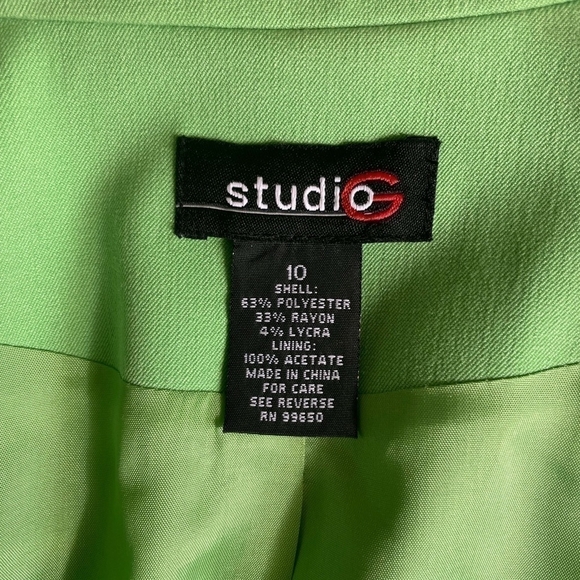 studioG
10
SHELL:
63% POLYESTER
33% RAYON
4% LYCRA
LINING:
100% ACETATE
MADE IN CHINA
FOR CARE
SEE REVERSE
RN 99650